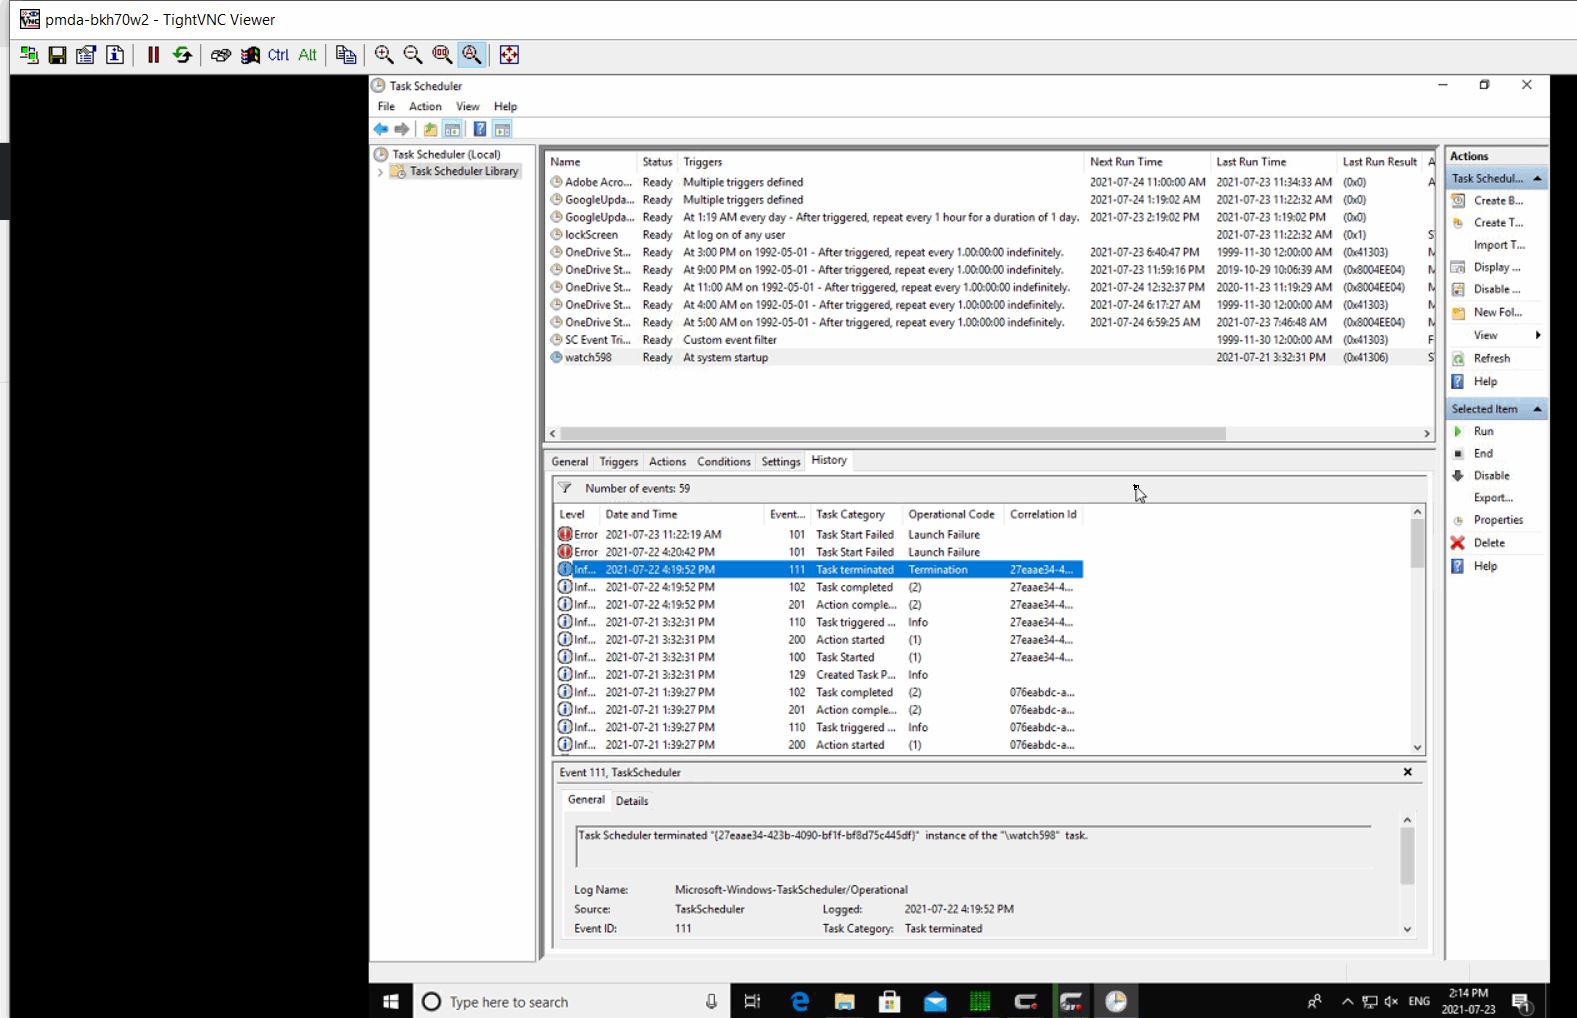 pmda-bkh70w2 - TightVNC Viewer
Ctrl Alt
Task Scheduler
File Action View Help
Task Scheduler (Local)
Task Scheduler Library
Name Status Triggers Next Run Time Last Run Time Last Run Result A
Adobe Acro... Ready Multiple triggers defined 2021-07-24 11:00:00 AM 2021-07-23 11:34:33 AM (0x0) A
GoogleUpda... Ready Multiple triggers defined 2021-07-24 1:19:02 AM 2021-07-23 11:22:32 AM (0x0)
GoogleUpda... Ready At 1:19 AM every day - After triggered, repeat every 1 hour for a duration of 1 day. 2021-07-23 2:19:02 PM 2021-07-23 1:19:02 PM (0x0)
lockScreen Ready At log on of any user 2021-07-23 11:22:32 AM (0x1) S
OneDrive St... Ready At 3:00 PM on 1992-05-01 - After triggered, repeat every 1.00:00:00 indefinitely. 2021-07-23 6:40:47 PM 1999-11-30 12:00:00 AM (0x41303) M
OneDrive St... Ready At 9:00 PM on 1992-05-01 - After triggered, repeat every 1.00:00:00 indefinitely. 2021-07-23 11:59:16 PM 2019-10-29 10:06:39 AM (0x8004EE04) M
OneDrive St... Ready At 11:00 AM on 1992-05-01 - After triggered, repeat every 1.00:00:00 indefinitely. 2021-07-24 12:32:37 PM 2020-11-23 11:19:29 AM (0x8004EE04) M
OneDrive St... Ready At 4:00 AM on 1992-05-01 - After triggered, repeat every 1.00:00:00 indefinitely. 2021-07-24 6:17:27 AM 1999-11-30 12:00:00 AM (0x41303) M
OneDrive St... Ready At 5:00 AM on 1992-05-01 - After triggered, repeat every 1.00:00:00 indefinitely. 2021-07-24 6:59:25 AM 2021-07-23 7:46:48 AM (0x8004EE04) M
SC Event Tri... Ready Custom event filter 1999-11-30 12:00:00 AM (0x41303) F
watch598 Ready At system startup 2021-07-21 3:32:31 PM (0x41306) S
General Triggers Actions Conditions Settings History
Number of events: 59
Level Date and Time Event... Task Category Operational Code Correlation Id
Error 2021-07-23 11:22:19 AM 101 Task Start Failed Launch Failure
Error 2021-07-22 4:20:42 PM 101 Task Start Failed Launch Failure
Inf... 2021-07-22 4:19:52 PM 111 Task terminated Termination 27eaae34-4...
Inf... 2021-07-22 4:19:52 PM 102 Task completed (2) 27eaae34-4...
Inf... 2021-07-22 4:19:52 PM 201 Action comple... (2) 27eaae34-4...
Inf... 2021-07-21 3:32:31 PM 110 Task triggered ... Info 27eaae34-4...
Inf... 2021-07-21 3:32:31 PM 200 Action started (1) 27eaae34-4...
Inf... 2021-07-21 3:32:31 PM 100 Task Started (1) 27eaae34-4...
Inf... 2021-07-21 3:32:31 PM 129 Created Task P... Info
Inf... 2021-07-21 1:39:27 PM 102 Task completed (2) 076eabdc-a...
Inf... 2021-07-21 1:39:27 PM 201 Action comple... (2) 076eabdc-a...
Inf... 2021-07-21 1:39:27 PM 110 Task triggered ... Info 076eabdc-a...
Inf... 2021-07-21 1:39:27 PM 200 Action started (1) 076eabdc-a...
Event 111, TaskScheduler
General Details
Task Scheduler terminated "{27eaae34-423b-4090-bf1f-bf8d75c445df}" instance of the "\watch598" task.
Log Name: Microsoft-Windows-TaskScheduler/Operational
Source: TaskScheduler Logged: 2021-07-22 4:19:52 PM
Event ID: 111 Task Category: Task terminated
Actions
Task Schedul...
Create B...
Create T...
Import T...
Display ...
Disable ...
New Fol...
View
Refresh
Help
Selected Item
Run
End
Disable
Export...
Properties
Delete
Help
Type here to search
ENG
2:14 PM
2021-07-23
1